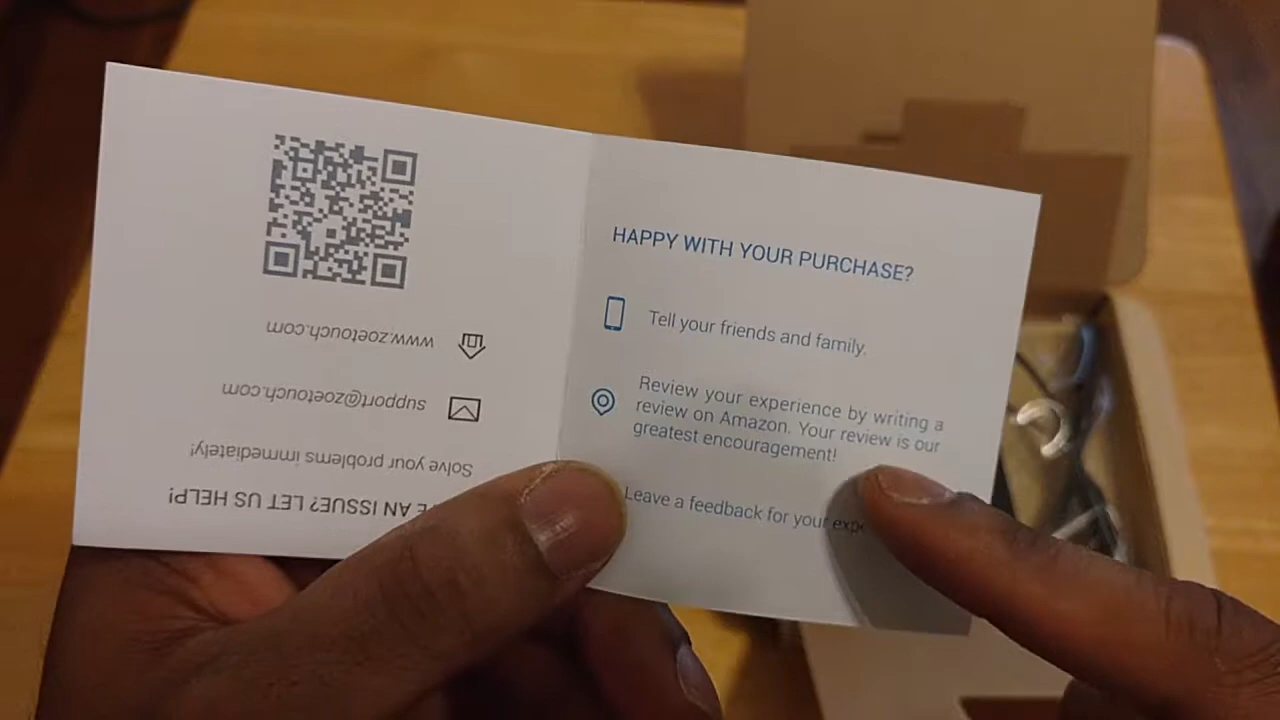 HAPPY WITH YOUR PURCHASE?
Tell your friends and family.
Review your experience by writing a
review on Amazon. Your review is our
greatest encouragement!
Leave a feedback for your
AN ISSUE? LET US HELP!
Solve your problems immediately!
support@zoetouch.com
www.zoetouch.com